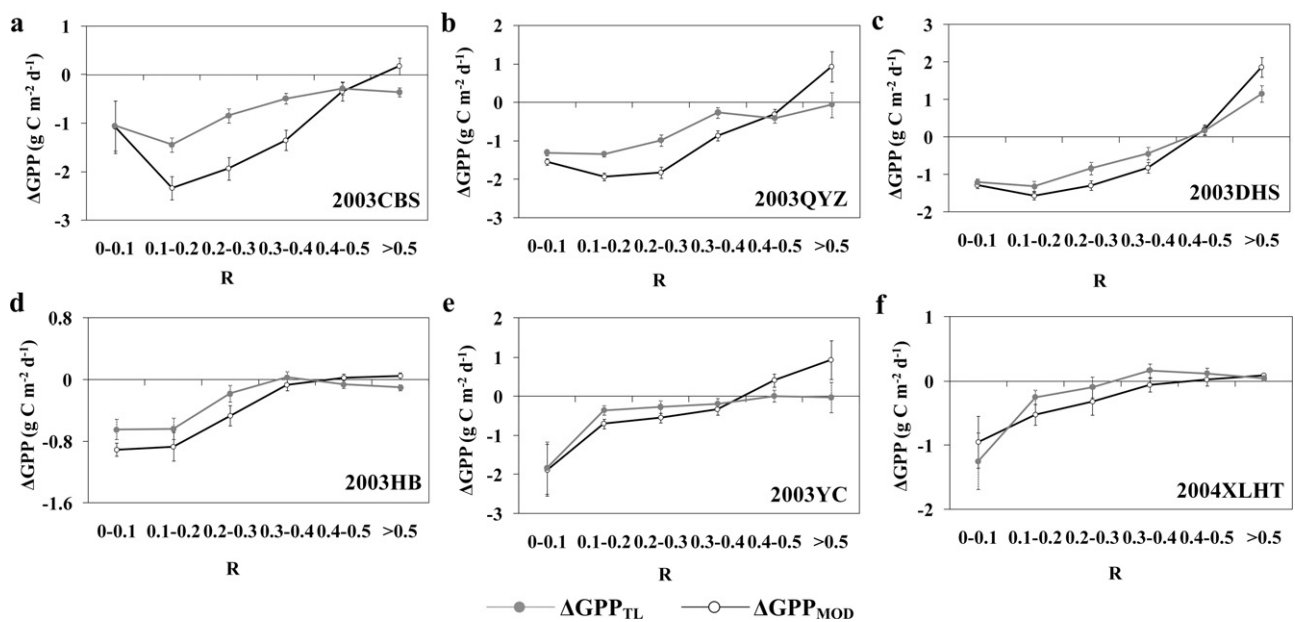 a
ΔGPP (g C m⁻² d⁻¹)
1
0
-1
-2
-3
2003CBS
0-0.1 0.1-0.2 0.2-0.3 0.3-0.4 0.4-0.5 >0.5
R
b
ΔGPP (g C m⁻² d⁻¹)
2
1
0
-1
-2
-3
2003QYZ
0-0.1 0.1-0.2 0.2-0.3 0.3-0.4 0.4-0.5 >0.5
R
c
ΔGPP (g C m⁻² d⁻¹)
3
2
1
0
-1
-2
2003DHS
0-0.1 0.1-0.2 0.2-0.3 0.3-0.4 0.4-0.5 >0.5
R
d
ΔGPP (g C m⁻² d⁻¹)
0.8
0
-0.8
-1.6
2003HB
0-0.1 0.1-0.2 0.2-0.3 0.3-0.4 0.4-0.5 >0.5
R
e
ΔGPP (g C m⁻² d⁻¹)
2
1
0
-1
-2
-3
2003YC
0-0.1 0.1-0.2 0.2-0.3 0.3-0.4 0.4-0.5 >0.5
R
f
ΔGPP (g C m⁻² d⁻¹)
1
0
-1
-2
2004XLHT
0-0.1 0.1-0.2 0.2-0.3 0.3-0.4 0.4-0.5 >0.5
R
ΔGPP_TL ΔGPP_MOD